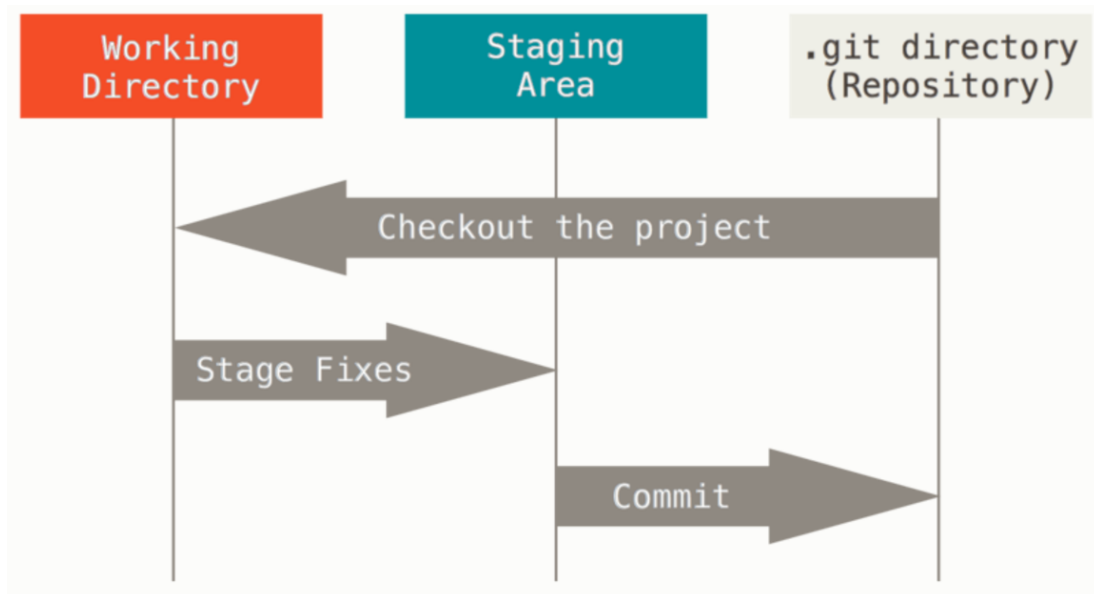 Working
Directory
Staging
Area
.git directory
(Repository)
Checkout the project
Stage Fixes
Commit